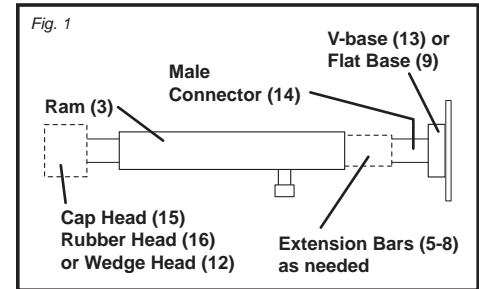 Fig. 1
V-base (13) or
Flat Base (9)
Male
Connector (14)
Ram (3)
Cap Head (15)
Rubber Head (16)
or Wedge Head (12)
Extension Bars (5-8)
as needed